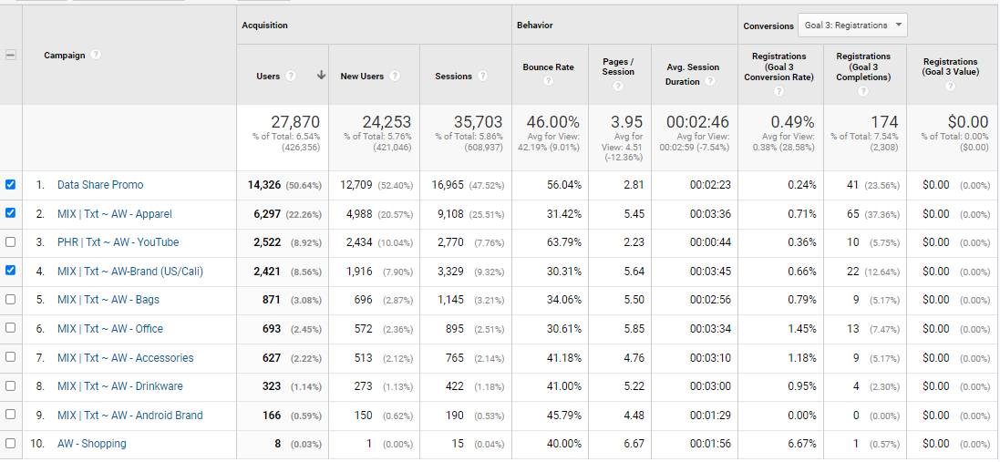 Acquisition Behavior Conversions Goal 3: Registrations
Campaign ?
Users ? New Users ? Sessions ? Bounce Rate ? Pages / Session ? Avg. Session Duration ? Registrations (Goal 3 Conversion Rate) ? Registrations (Goal 3 Completions) ? Registrations (Goal 3 Value) ?
27,870 24,253 35,703 46.00% 3.95 00:02:46 0.49% 174 $0.00
% of Total: 6.54% (426,356) % of Total: 5.76% (421,046) % of Total: 5.86% (608,937) Avg for View: 42.19% (9.01%) Avg for View: 4.51 (-12.36%) Avg for View: 00:02:59 (-7.54%) Avg for View: 0.38% (28.58%) % of Total: 7.54% (2,308) % of Total: 0.00% ($0.00)
1. Data Share Promo 14,326 (50.64%) 12,709 (52.40%) 16,965 (47.52%) 56.04% 2.81 00:02:23 0.24% 41 (23.56%) $0.00 (0.00%)
2. MIX | Txt ~ AW - Apparel 6,297 (22.26%) 4,988 (20.57%) 9,108 (25.51%) 31.42% 5.45 00:03:36 0.71% 65 (37.36%) $0.00 (0.00%)
3. PHR | Txt ~ AW - YouTube 2,522 (8.92%) 2,434 (10.04%) 2,770 (7.76%) 63.79% 2.23 00:00:44 0.36% 10 (5.75%) $0.00 (0.00%)
4. MIX | Txt ~ AW-Brand (US/Cali) 2,421 (8.56%) 1,916 (7.90%) 3,329 (9.32%) 30.31% 5.64 00:03:45 0.66% 22 (12.64%) $0.00 (0.00%)
5. MIX | Txt ~ AW - Bags 871 (3.08%) 696 (2.87%) 1,145 (3.21%) 34.06% 5.50 00:02:56 0.79% 9 (5.17%) $0.00 (0.00%)
6. MIX | Txt ~ AW - Office 693 (2.45%) 572 (2.36%) 895 (2.51%) 30.61% 5.85 00:03:34 1.45% 13 (7.47%) $0.00 (0.00%)
7. MIX | Txt ~ AW - Accessories 627 (2.22%) 513 (2.12%) 765 (2.14%) 41.18% 4.76 00:03:10 1.18% 9 (5.17%) $0.00 (0.00%)
8. MIX | Txt ~ AW - Drinkware 323 (1.14%) 273 (1.13%) 422 (1.18%) 41.00% 5.22 00:03:00 0.95% 4 (2.30%) $0.00 (0.00%)
9. MIX | Txt ~ AW - Android Brand 166 (0.59%) 150 (0.62%) 190 (0.53%) 45.79% 4.48 00:01:29 0.00% 0 (0.00%) $0.00 (0.00%)
10. AW - Shopping 8 (0.03%) 1 (0.00%) 15 (0.04%) 40.00% 6.67 00:01:56 6.67% 1 (0.57%) $0.00 (0.00%)